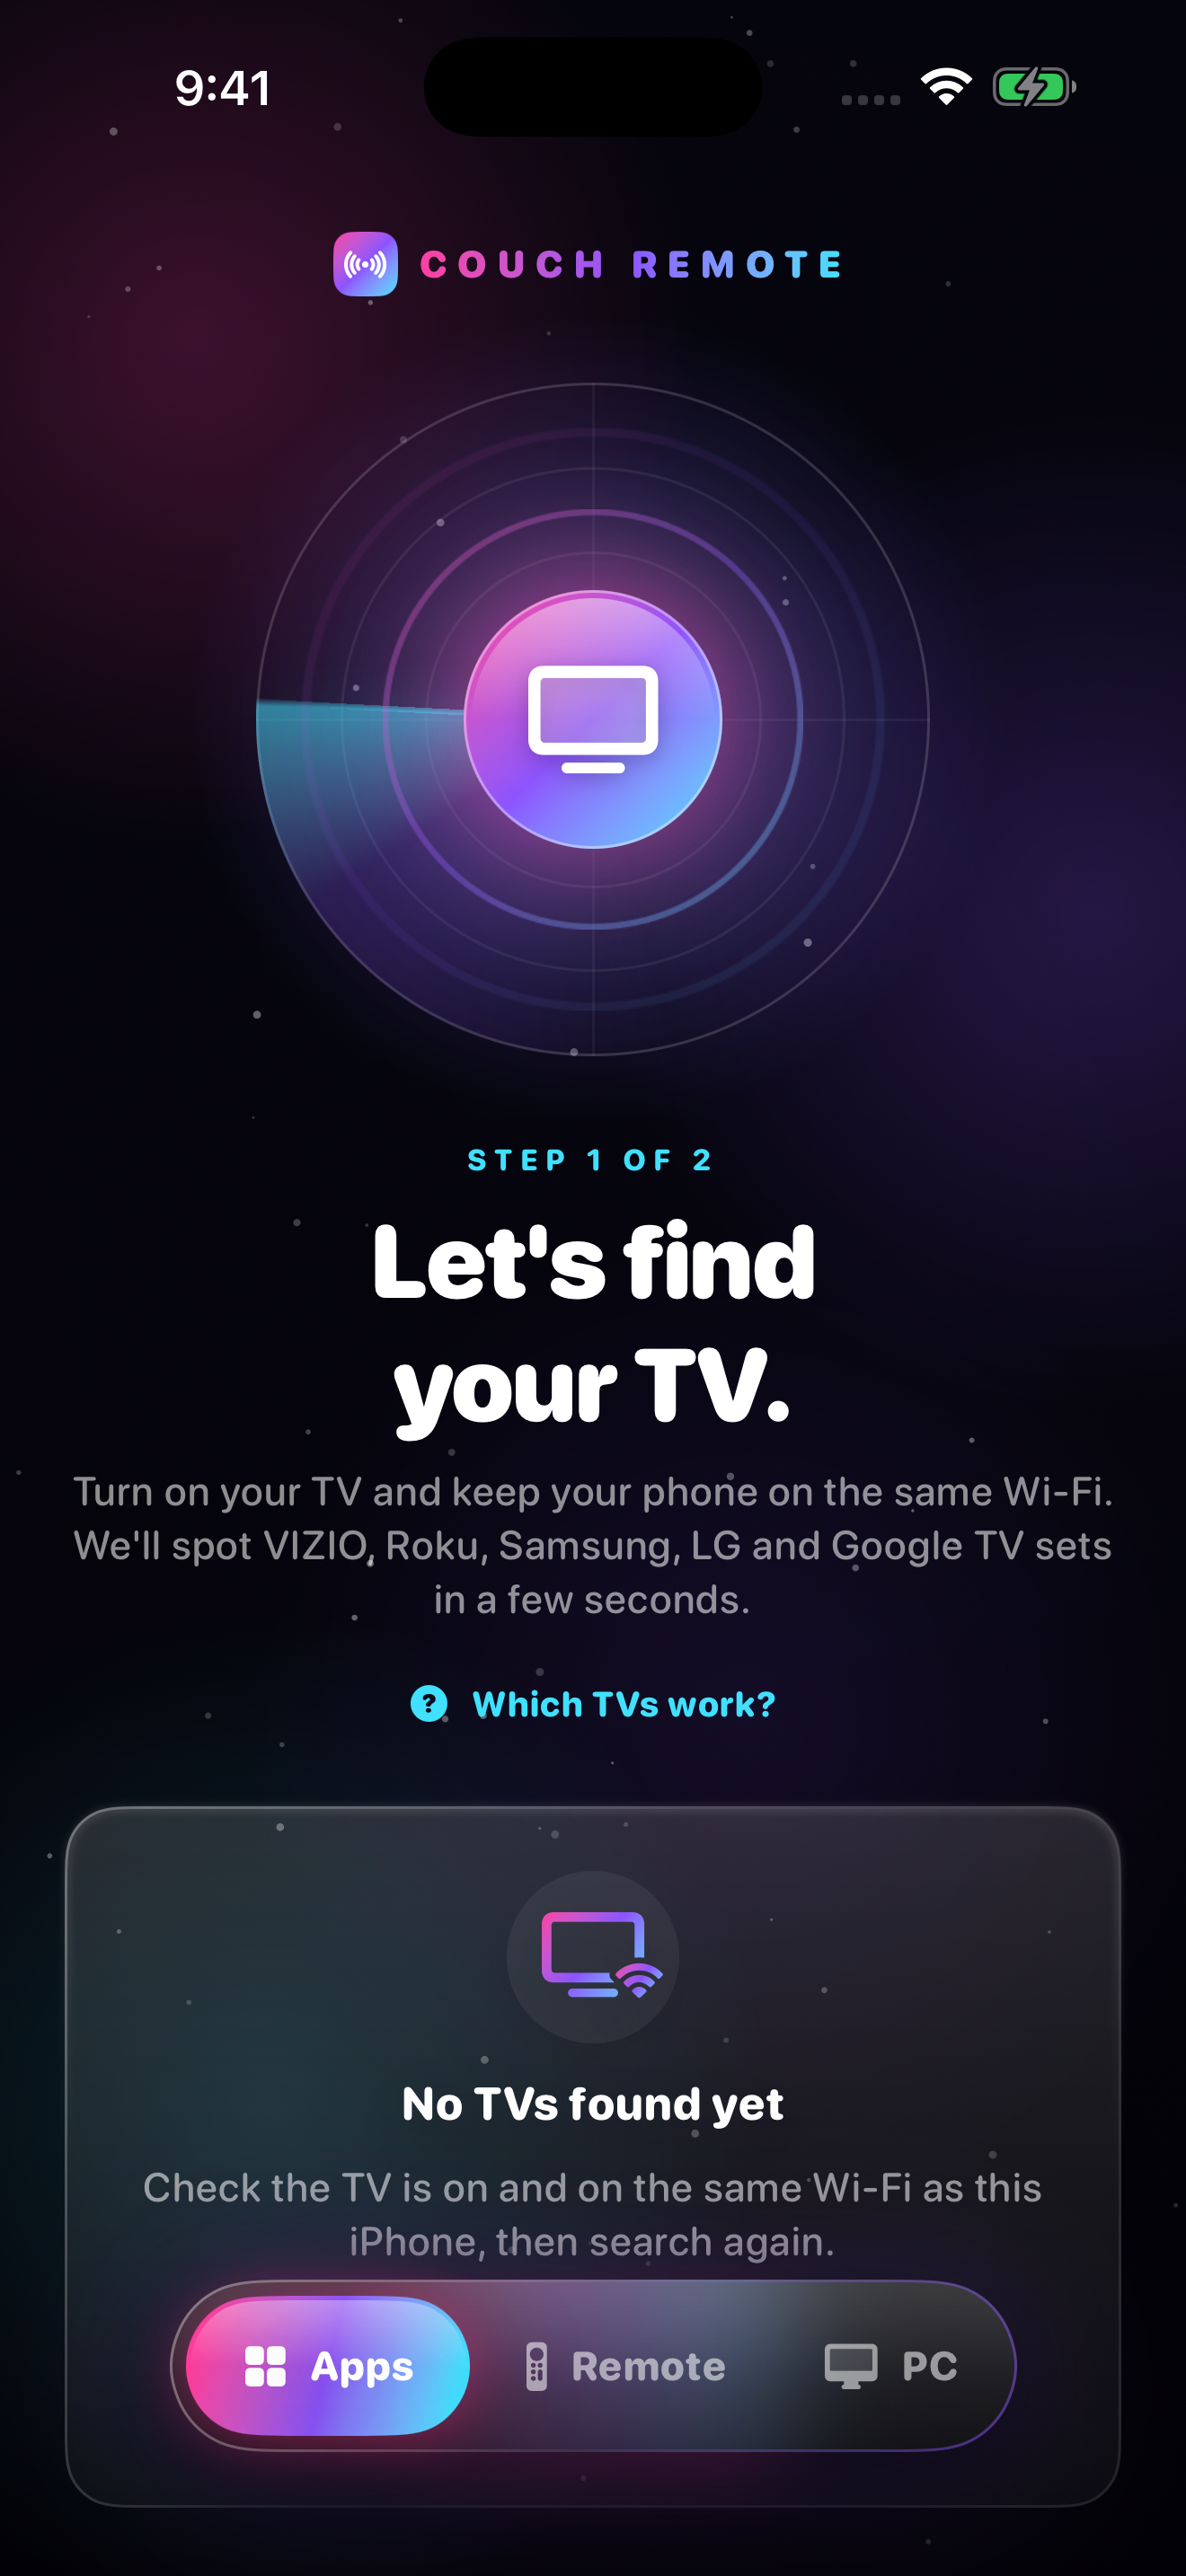 9:41
COUCH REMOTE
STEP 1 OF 2
Let's find
your TV.
Turn on your TV and keep your phone on the same Wi-Fi.
We'll spot VIZIO, Roku, Samsung, LG and Google TV sets
in a few seconds.
? Which TVs work?
No TVs found yet
Check the TV is on and on the same Wi-Fi as this
iPhone, then search again.
Apps Remote PC